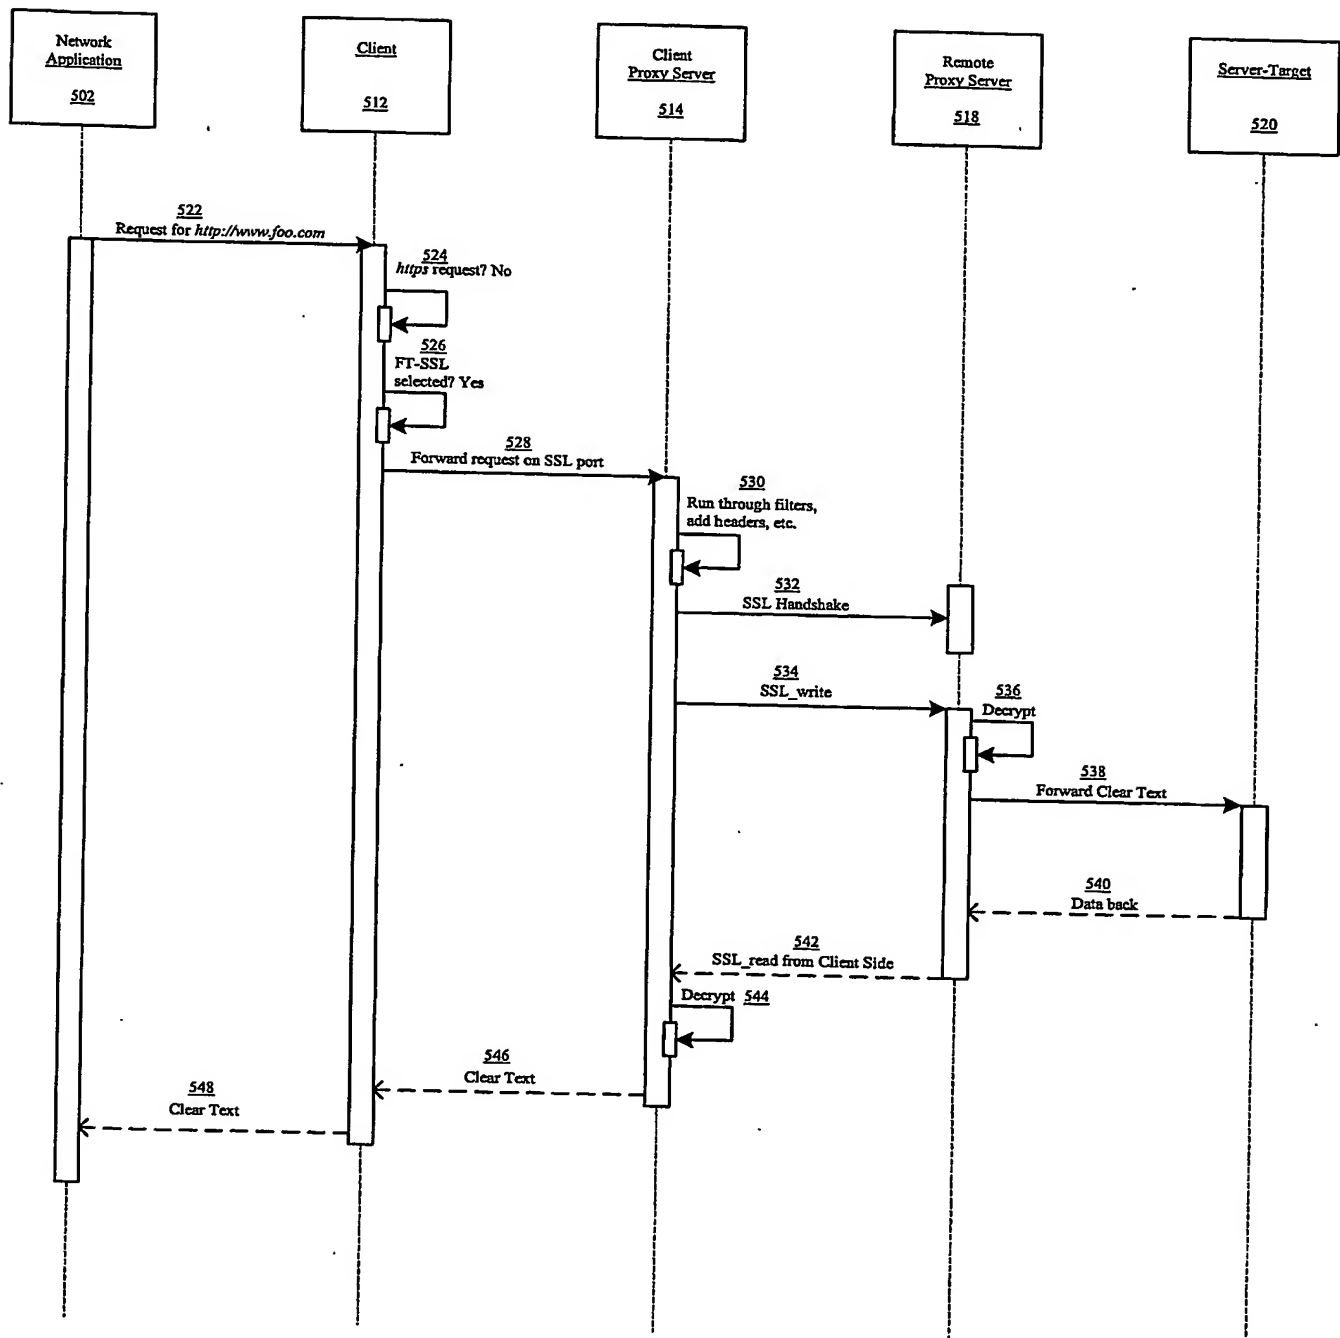 Network
Application
502
Client
512
Client
Proxy Server
514
Remote
Proxy Server
518
Server-Target
520
522
Request for http://www.foo.com
524
https request? No
526
FT-SSL
selected? Yes
528
Forward request on SSL port
530
Run through filters,
add headers, etc.
532
SSL Handshake
534
SSL_write
536
Decrypt
538
Forward Clear Text
540
Data back
542
SSL_read from Client Side
Decrypt 544
546
Clear Text
548
Clear Text